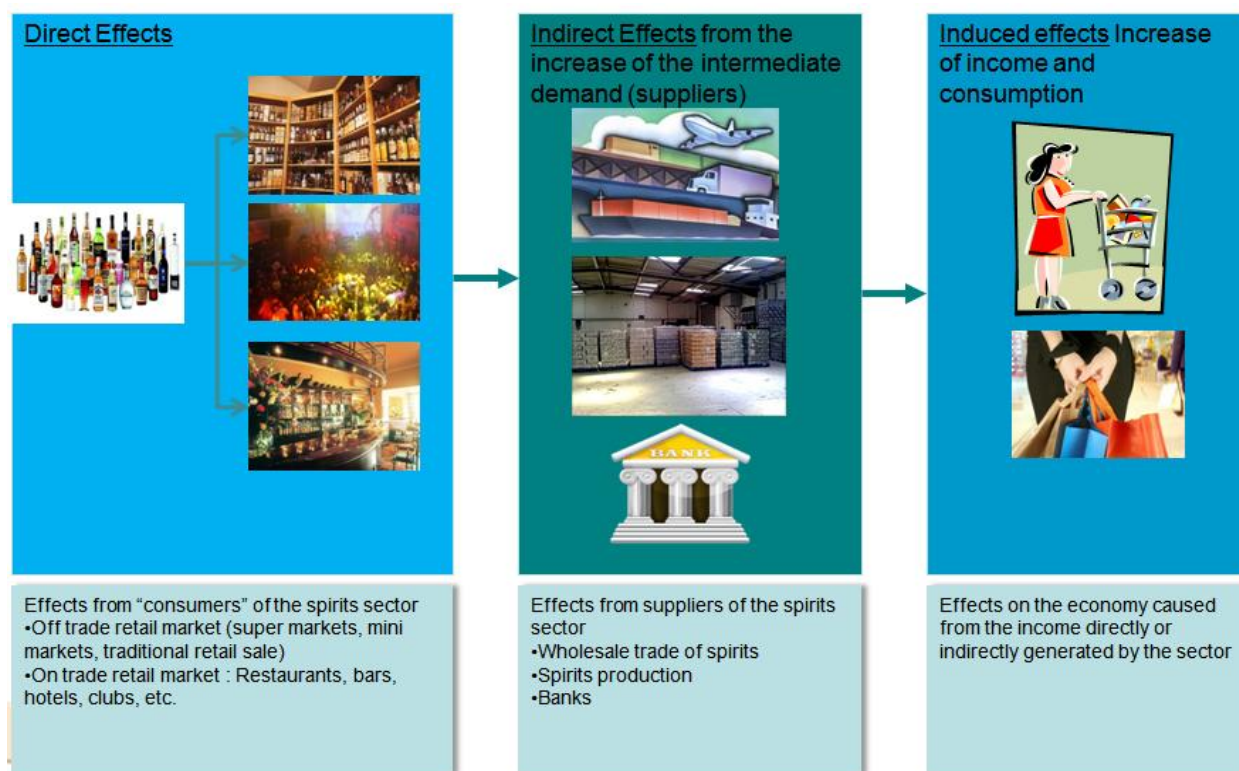 Direct Effects
Indirect Effects from the
increase of the intermediate
demand (suppliers)
BANK
Induced effects Increase
of income and
consumption
Effects from “consumers” of the spirits sector
•Off trade retail market (super markets, mini
markets, traditional retail sale)
•On trade retail market : Restaurants, bars,
hotels, clubs, etc.
Effects from suppliers of the spirits
sector
•Wholesale trade of spirits
•Spirits production
•Banks
Effects on the economy caused
from the income directly or
indirectly generated by the sector